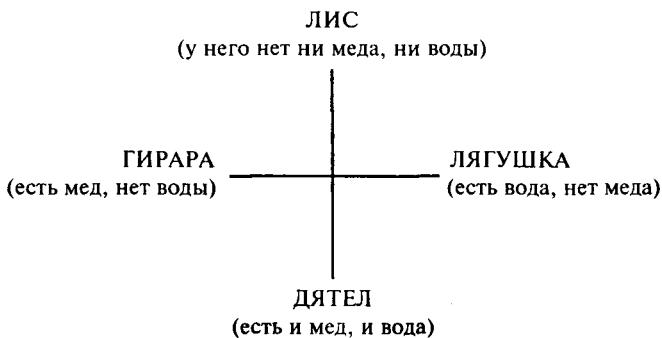 ЛИС
(у него нет ни меда, ни воды)
ГИРАРА
(есть мед, нет воды)
ЛЯГУШКА
(есть вода, нет меда)
ДЯТЕЛ
(есть и мед, и вода)